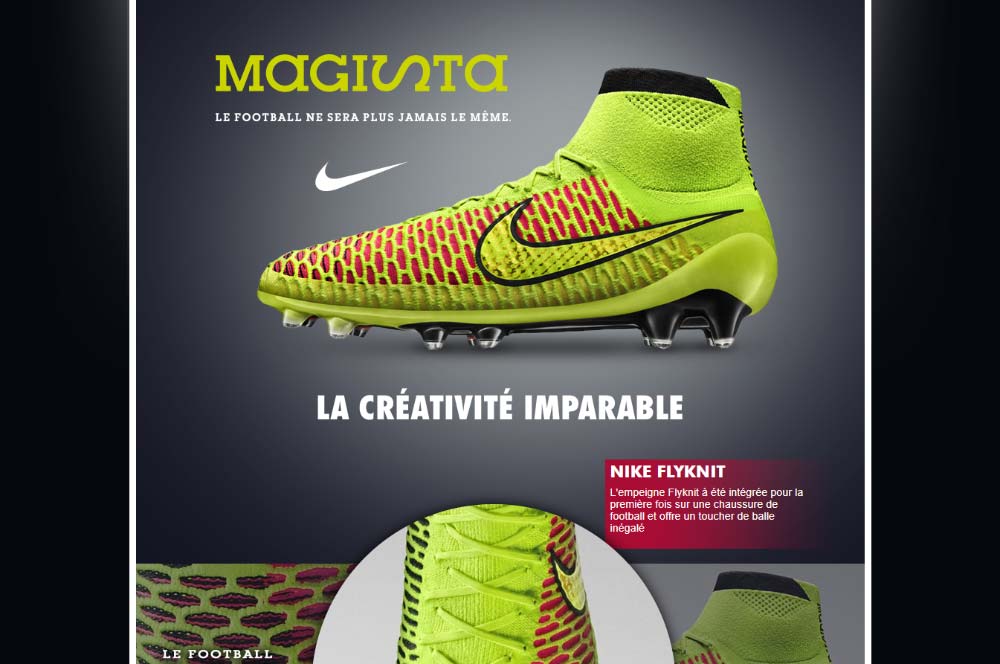 MAGISTA
LE FOOTBALL NE SERA PLUS JAMAIS LE MÊME.
LA CRÉATIVITÉ IMPARABLE
NIKE FLYKNIT
L'empeigne Flyknit à été intégrée pour la
première fois sur une chaussure de
football et offre un toucher de balle
inégalé
LE FOOTBALL